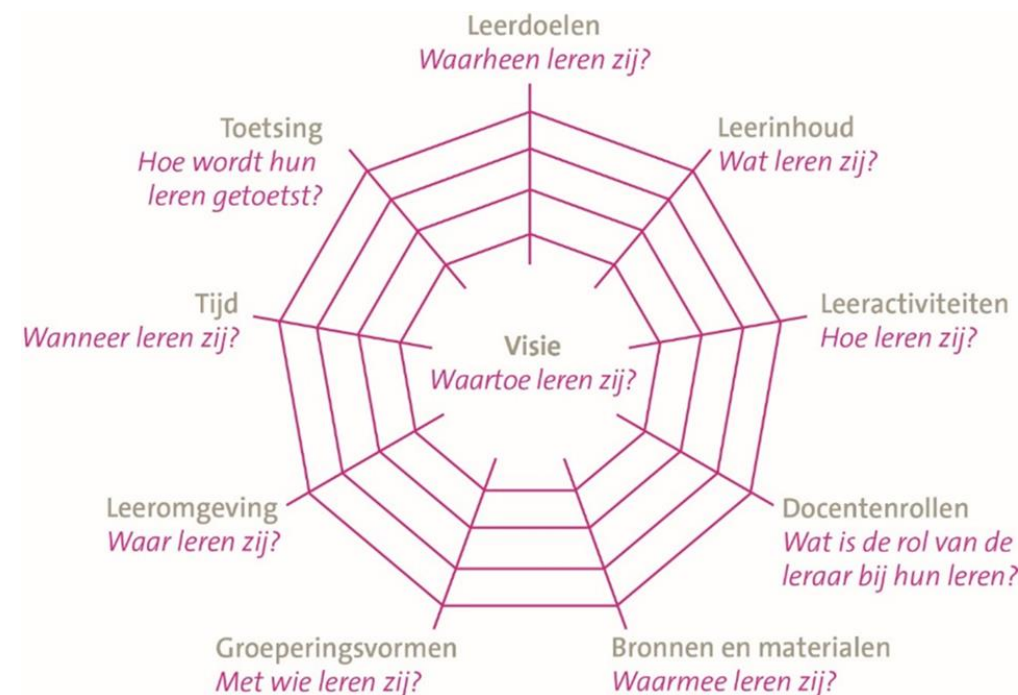 Leerdoelen
Waarheen leren zij?
Leerinhoud
Wat leren zij?
Leeractiviteiten
Hoe leren zij?
Docentenrollen
Wat is de rol van de
leraar bij hun leren?
Bronnen en materialen
Waarmee leren zij?
Groeperingsvormen
Met wie leren zij?
Leeromgeving
Waar leren zij?
Tijd
Wanneer leren zij?
Toetsing
Hoe wordt hun
leren getoetst?
Visie
Waartoe leren zij?